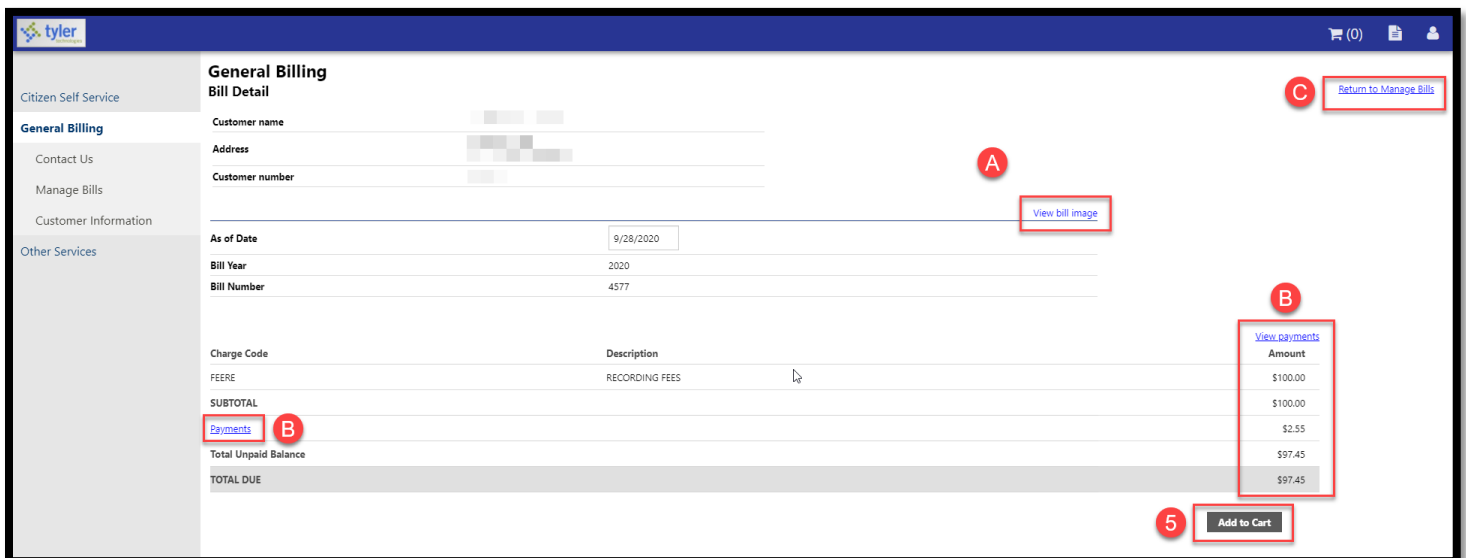 tyler
technologies
(0)
General Billing
Bill Detail
C
Return to Manage Bills
Citizen Self Service
General Billing
Contact Us
Manage Bills
Customer Information
Other Services
Customer name
Address
Customer number
A
View bill image
As of Date 9/28/2020
Bill Year 2020
Bill Number 4577
B
View payments
Charge Code Description Amount
FEERE RECORDING FEES $100.00
SUBTOTAL $100.00
Payments B $2.55
Total Unpaid Balance $97.45
TOTAL DUE $97.45
5 Add to Cart